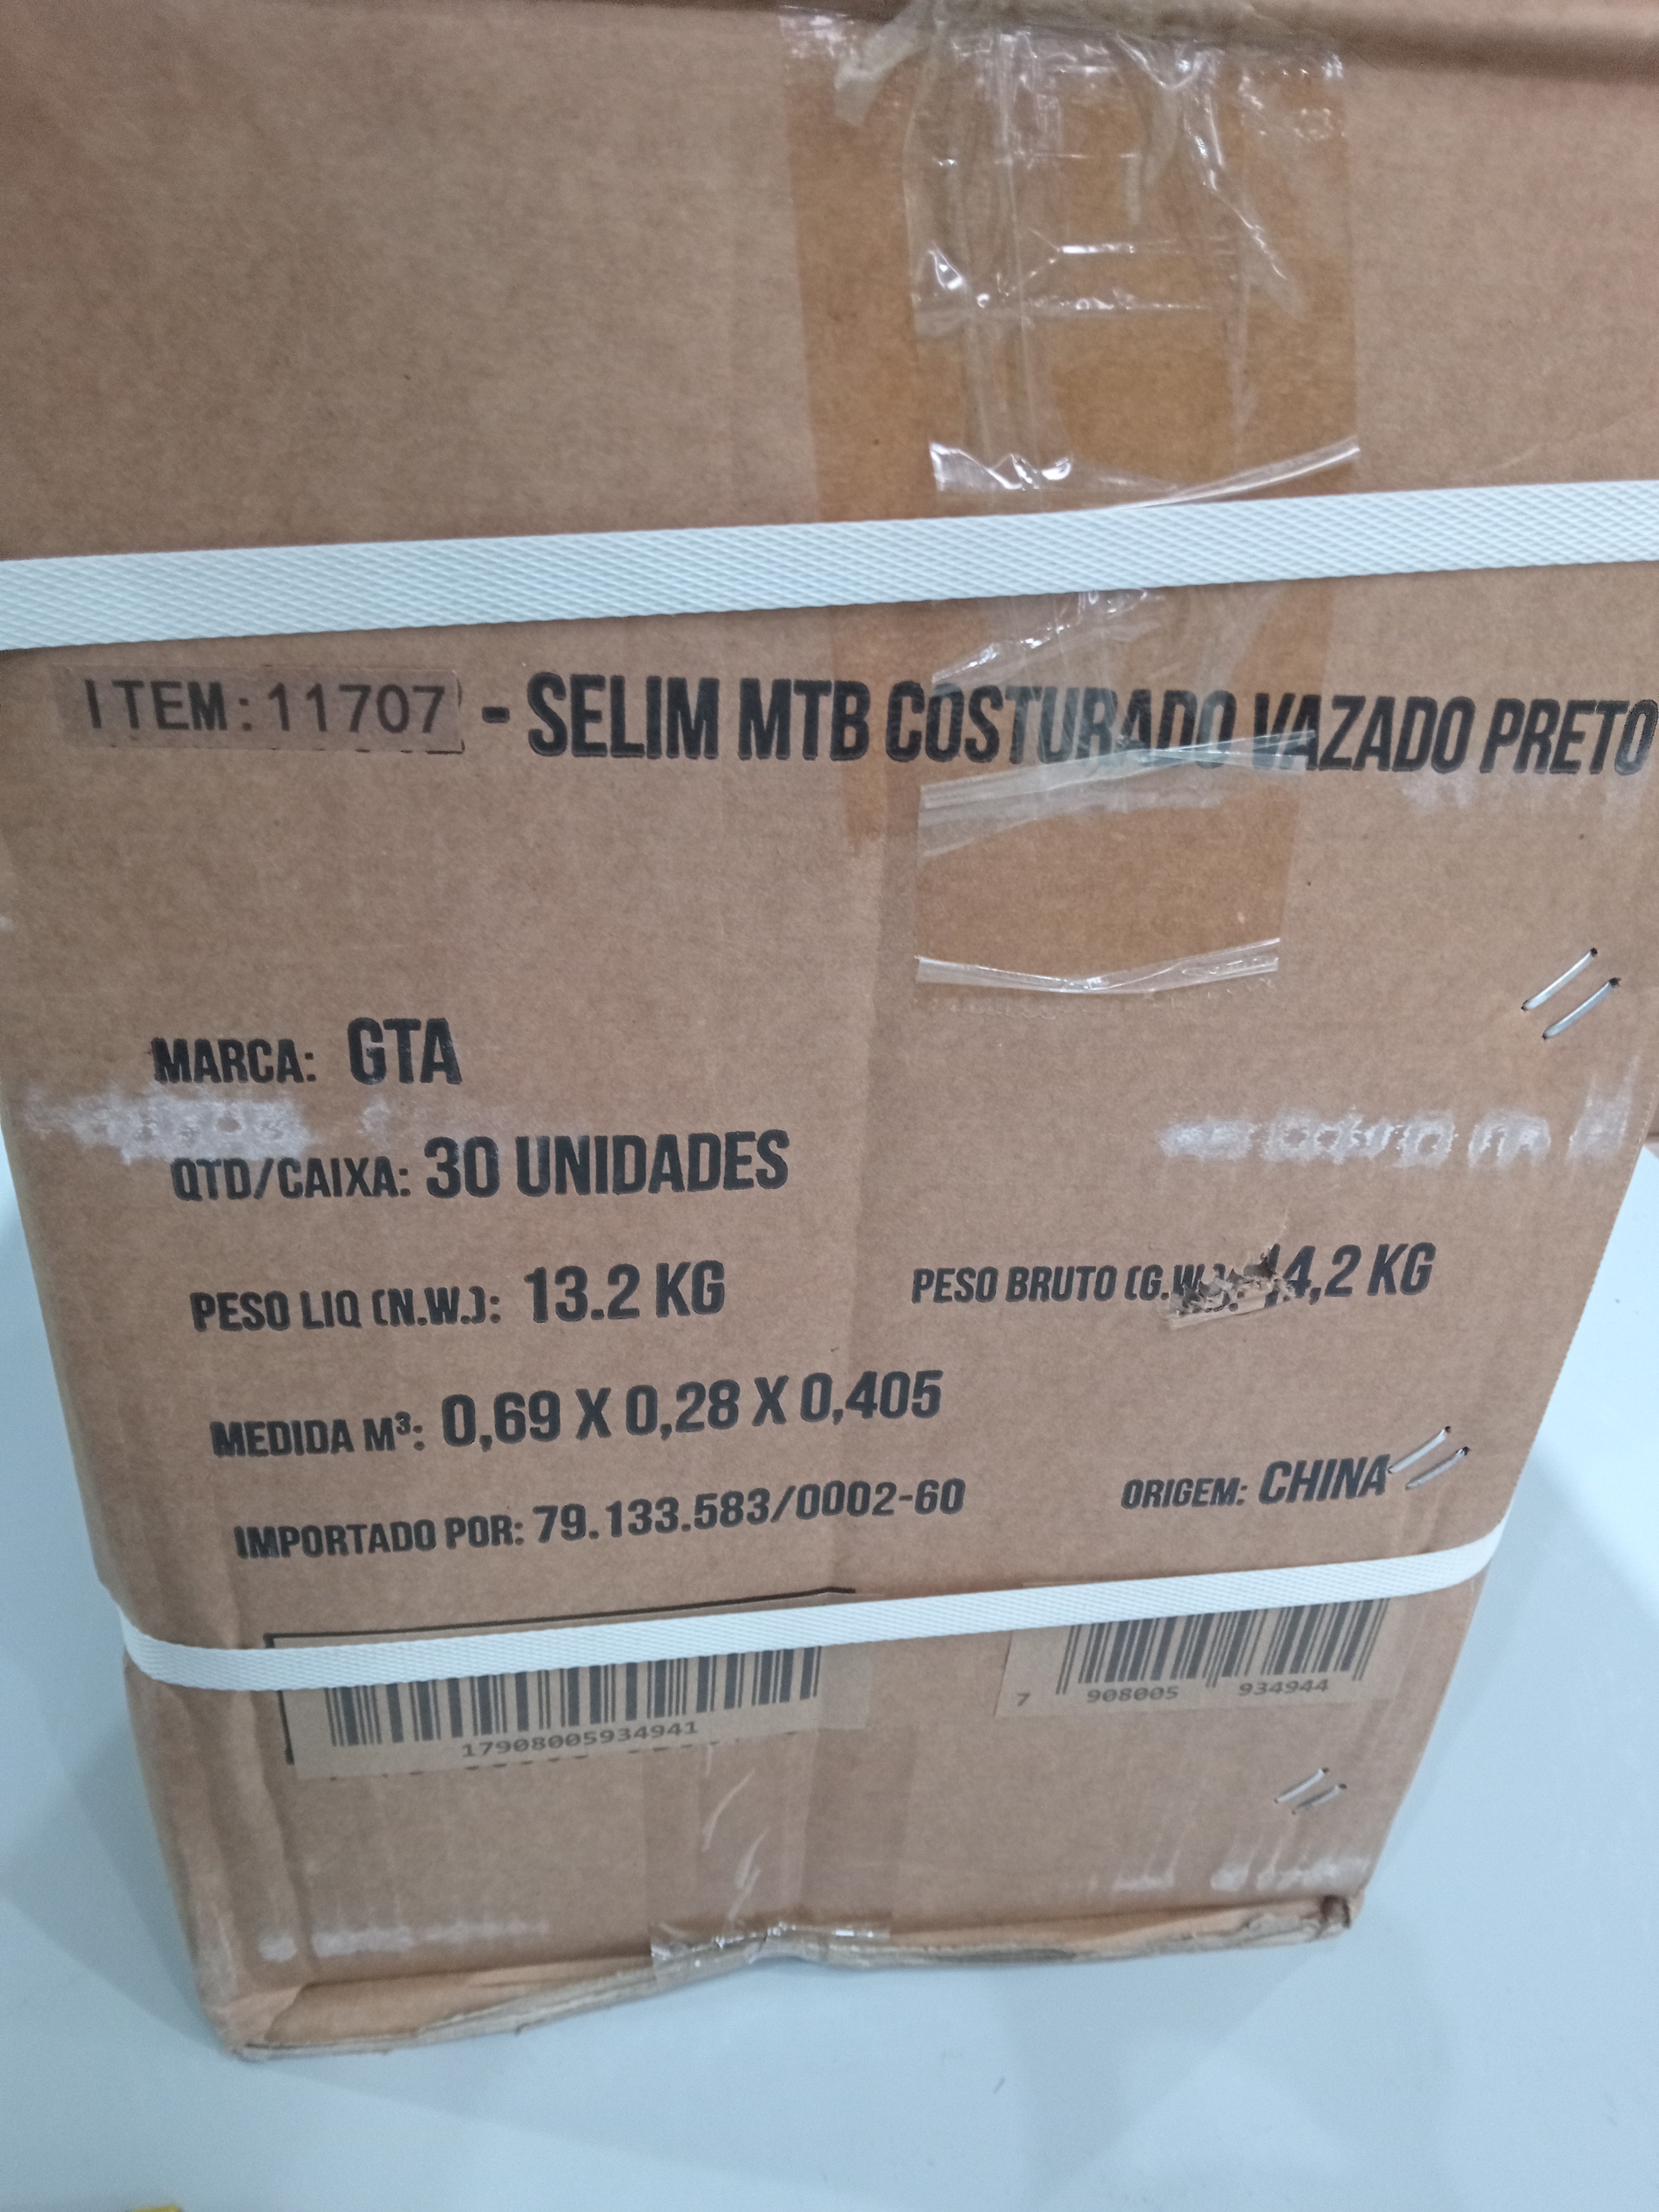 ITEM:11707 - SELIM MTB COSTURADO VAZADO PRETO
MARCA: GTA
QTD/CAIXA: 30 UNIDADES
PESO LIQ (N.W.): 13.2 KG
PESO BRUTO (G.W.): 14,2 KG
MEDIDA M³: 0,69 X 0,28 X 0,405
IMPORTADO POR: 79.133.583/0002-60
ORIGEM: CHINA
17908005934941
7 908005 934944